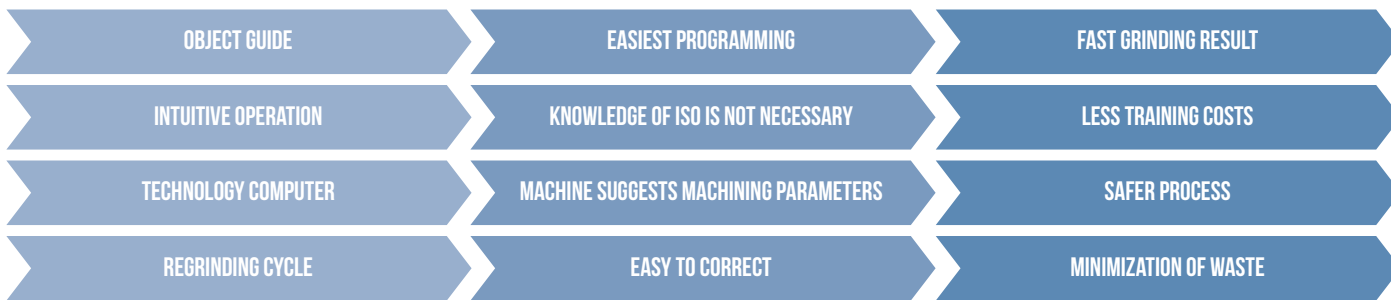 OBJECT GUIDE
EASIEST PROGRAMMING
FAST GRINDING RESULT
INTUITIVE OPERATION
KNOWLEDGE OF ISO IS NOT NECESSARY
LESS TRAINING COSTS
TECHNOLOGY COMPUTER
MACHINE SUGGESTS MACHINING PARAMETERS
SAFER PROCESS
REGRINDING CYCLE
EASY TO CORRECT
MINIMIZATION OF WASTE